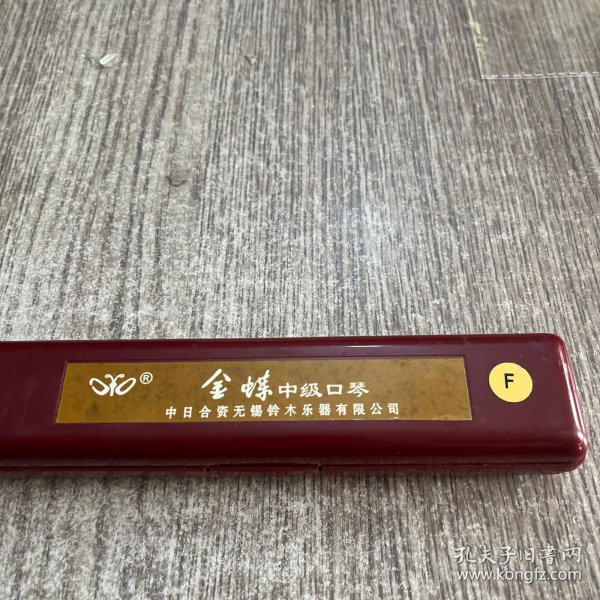 ® 金蝶中级口琴
中日合资无锡铃木乐器有限公司
F
孔夫子旧書网
www.kongfz.com